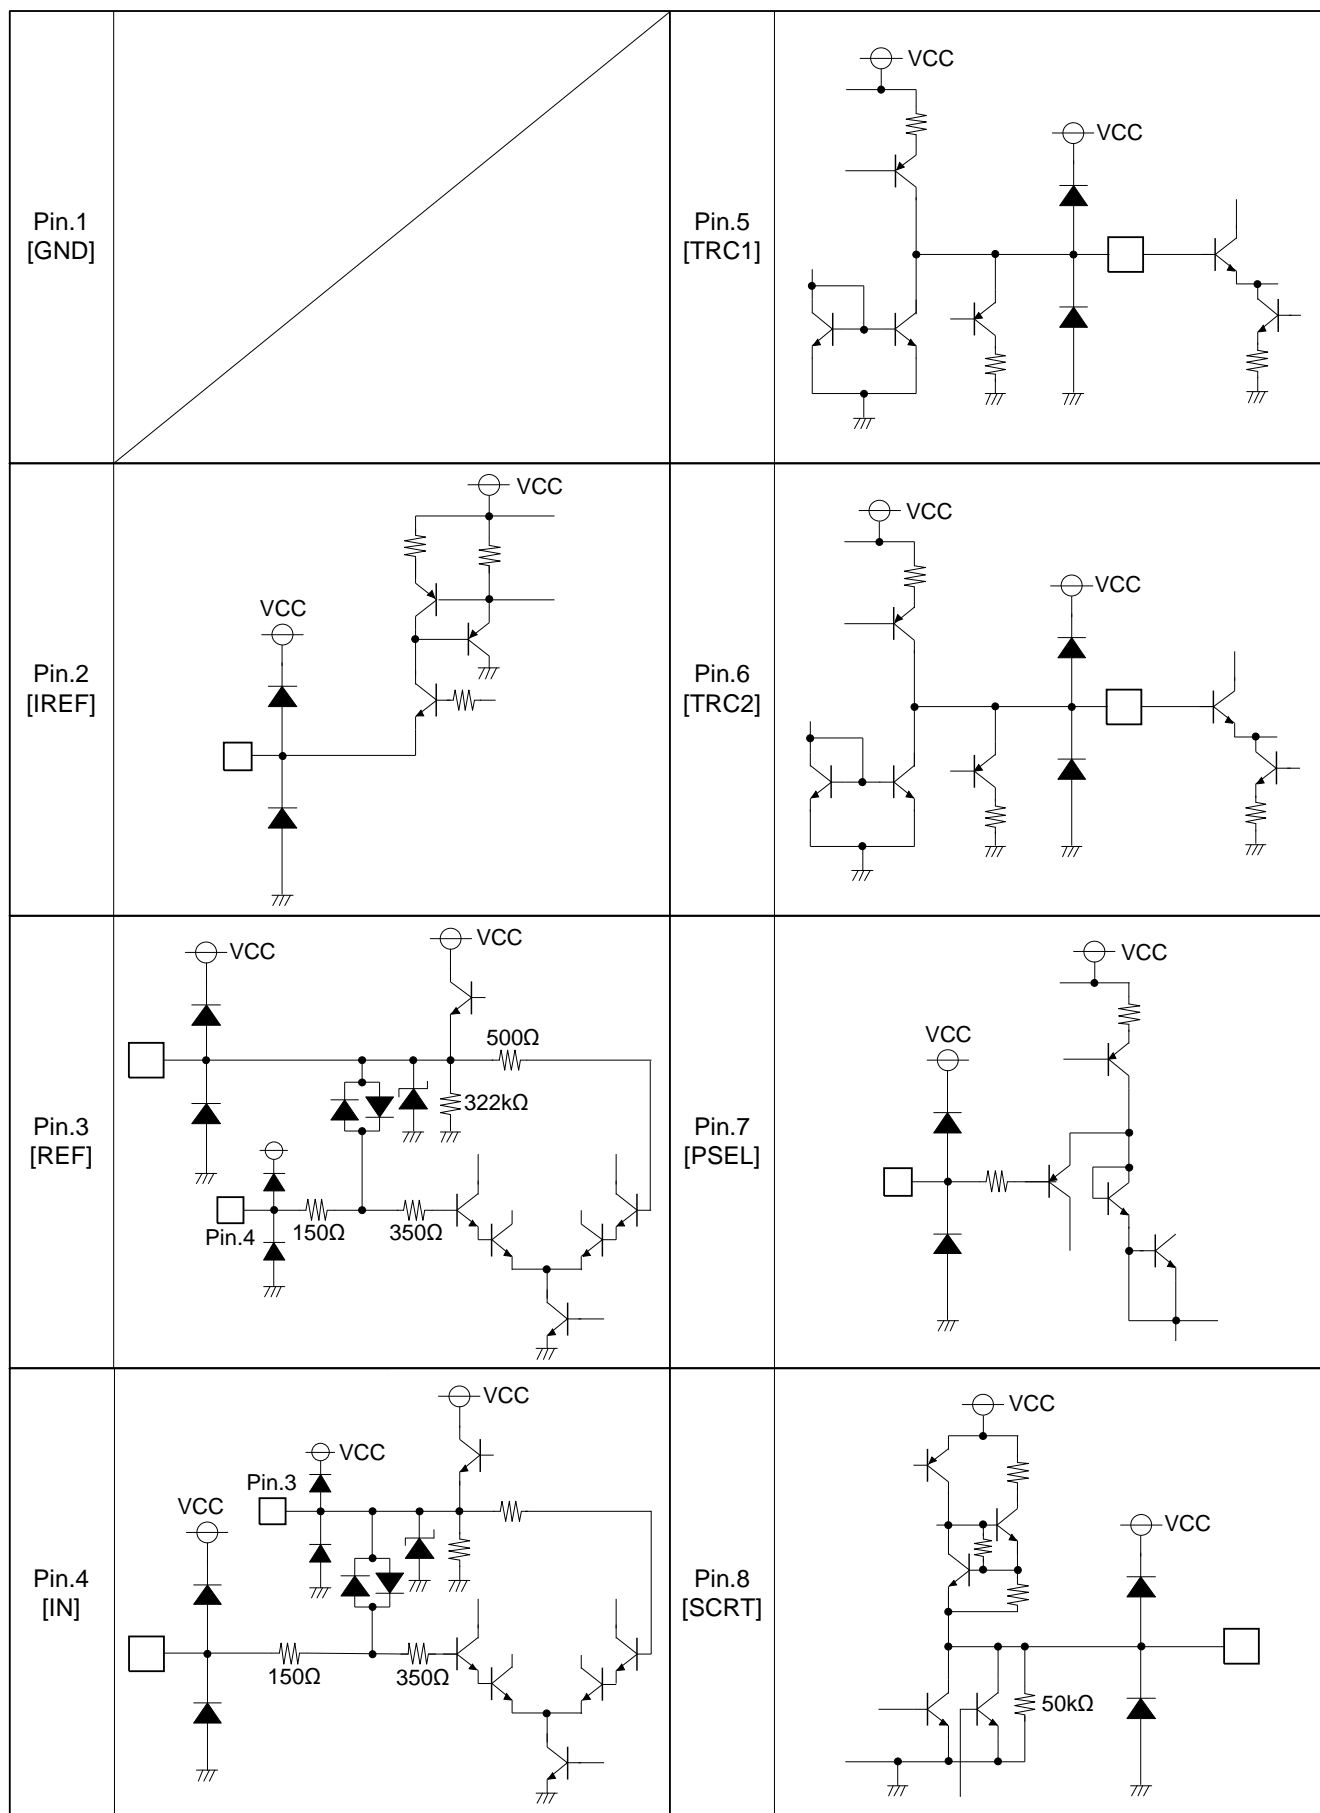 Pin.1
[GND]
Pin.5
[TRC1]
VCC
VCC
Pin.2
[IREF]
VCC
VCC
Pin.6
[TRC2]
VCC
VCC
Pin.3
[REF]
VCC
VCC
500Ω
322kΩ
Pin.4
150Ω
350Ω
Pin.7
[PSEL]
VCC
VCC
Pin.4
[IN]
VCC
VCC
Pin.3
VCC
150Ω
350Ω
Pin.8
[SCRT]
VCC
VCC
50kΩ